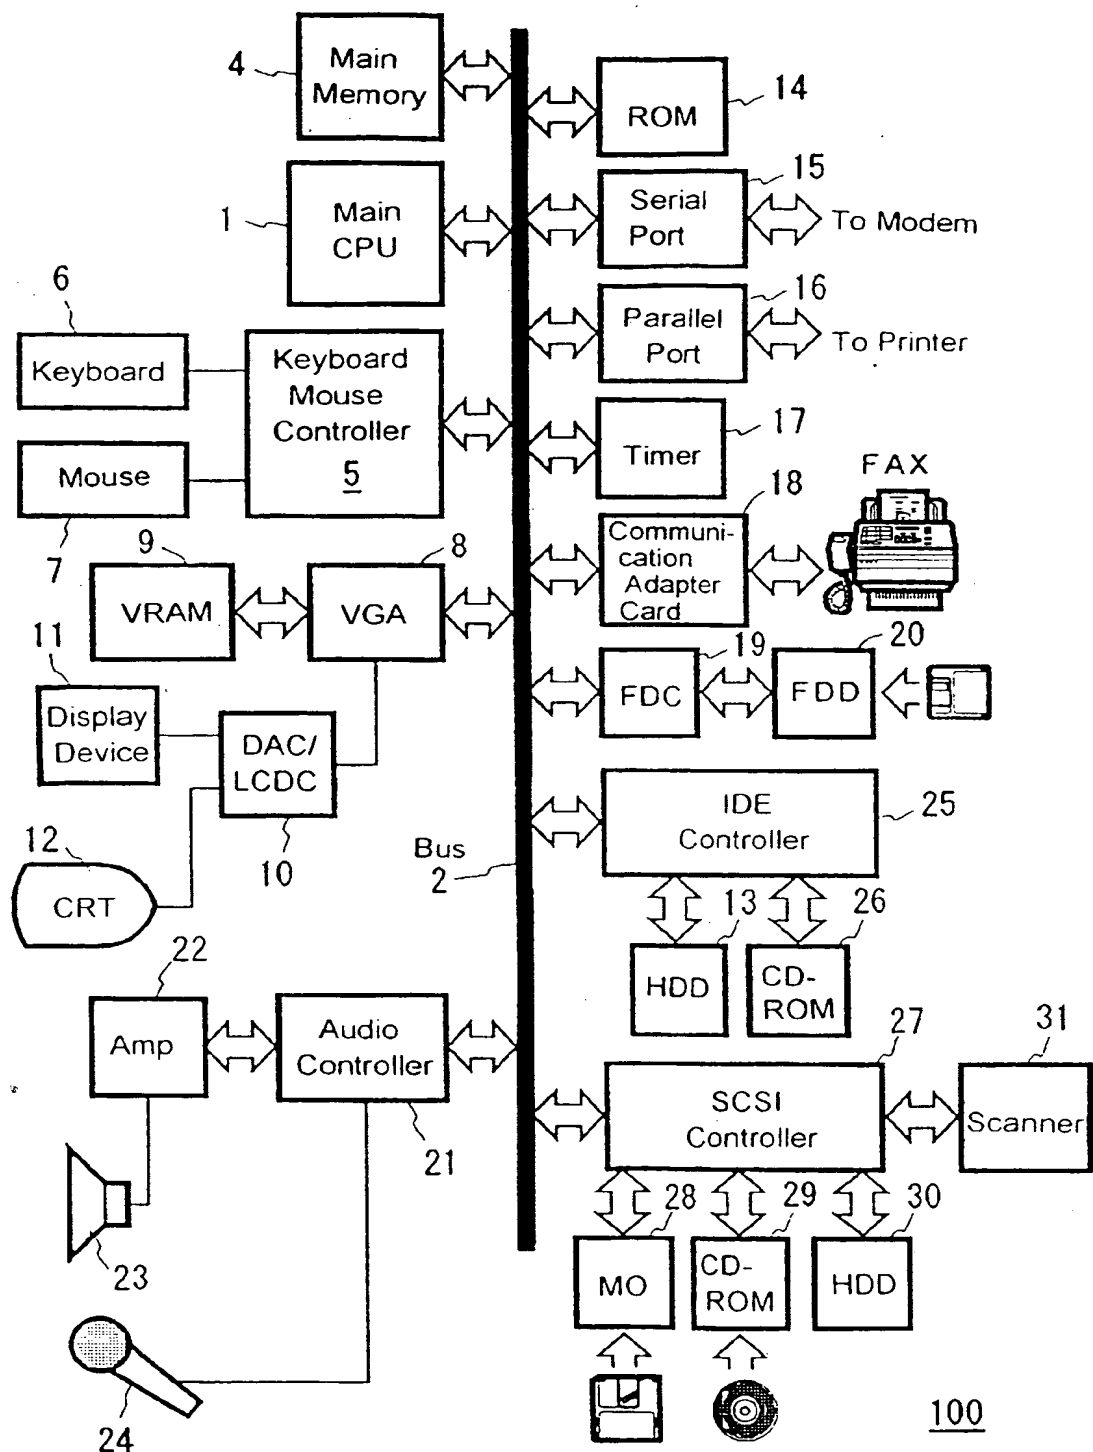 4
Main
Memory
ROM
14
1
Main
CPU
15
Serial
Port
To Modem
6
Keyboard
Keyboard
Mouse
Controller
5
16
Parallel
Port
To Printer
Mouse
7
17
Timer
FAX
18
Communi-
cation
Adapter
Card
9
VRAM
8
VGA
19
FDC
20
FDD
11
Display
Device
DAC/
LCDC
10
12
CRT
Bus
2
IDE
Controller
25
13
HDD
26
CD-
ROM
22
Amp
Audio
Controller
21
27
SCSI
Controller
31
Scanner
23
24
28
MO
29
CD-
ROM
30
HDD
100